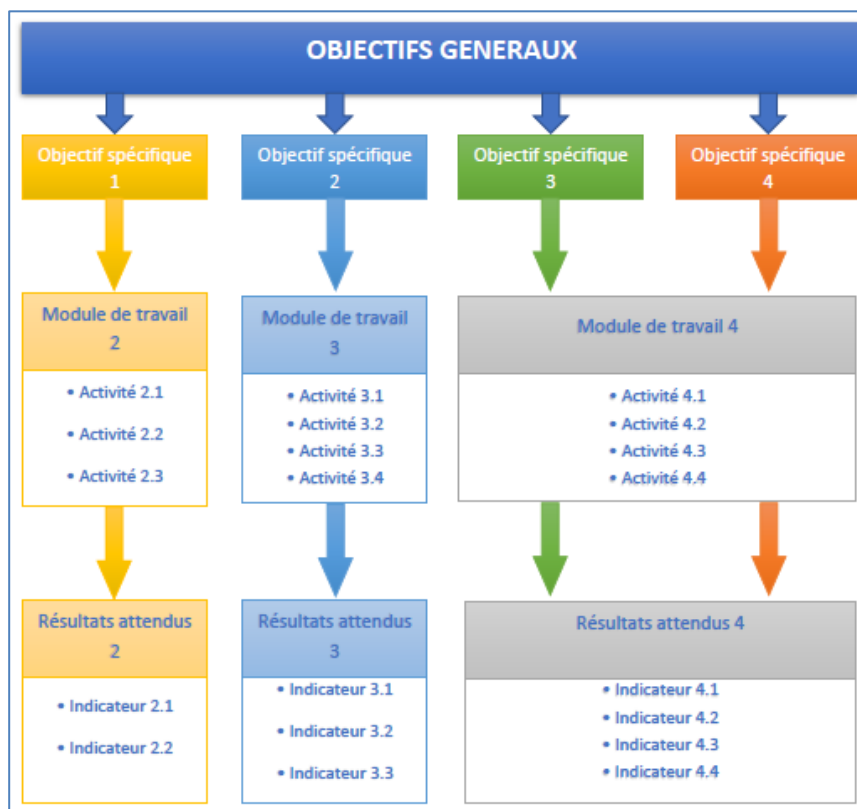 OBJECTIFS GENERAUX
Objectif spécifique
1
Objectif spécifique
2
Objectif spécifique
3
Objectif spécifique
4
Module de travail
2
• Activité 2.1
• Activité 2.2
• Activité 2.3
Module de travail
3
• Activité 3.1
• Activité 3.2
• Activité 3.3
• Activité 3.4
Module de travail 4
• Activité 4.1
• Activité 4.2
• Activité 4.3
• Activité 4.4
Résultats attendus
2
• Indicateur 2.1
• Indicateur 2.2
Résultats attendus
3
• Indicateur 3.1
• Indicateur 3.2
• Indicateur 3.3
Résultats attendus 4
• Indicateur 4.1
• Indicateur 4.2
• Indicateur 4.3
• Indicateur 4.4